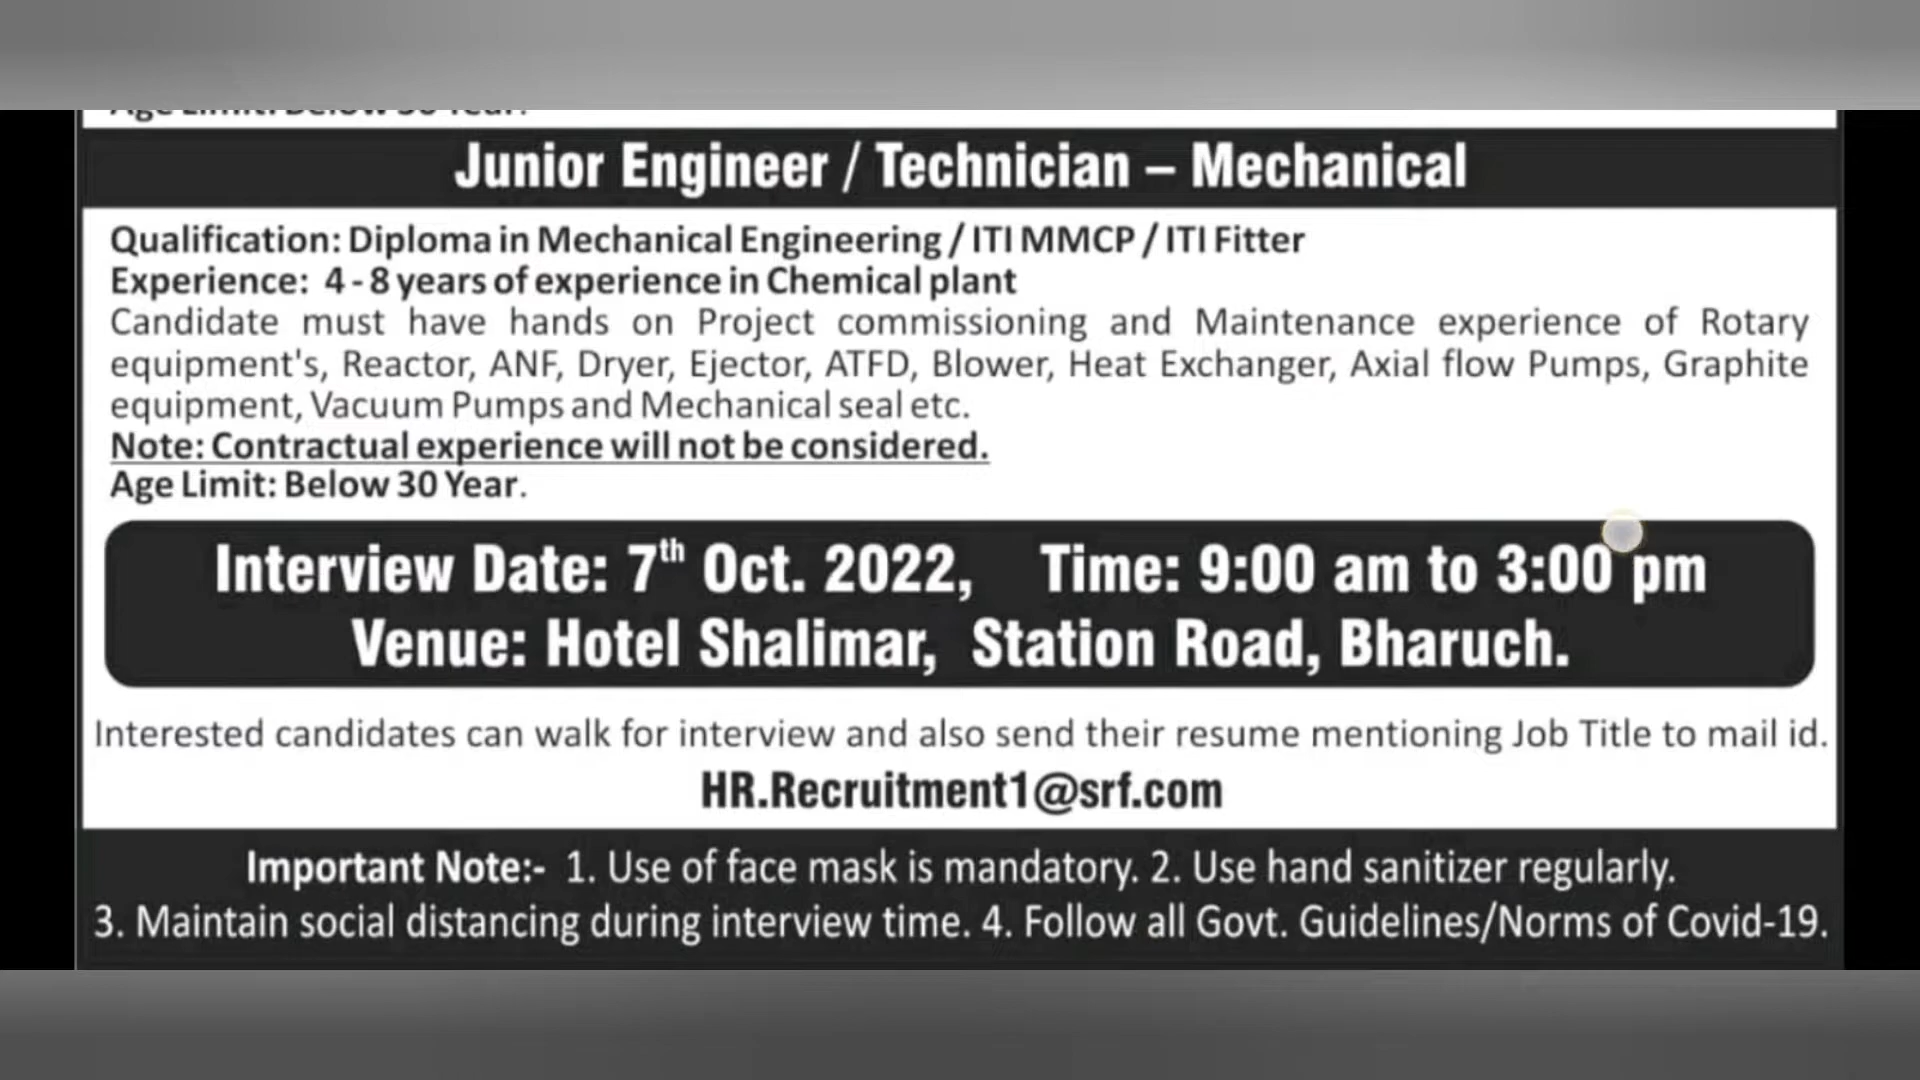 Age Limit: Below 30 Year.
Junior Engineer / Technician – Mechanical
Qualification: Diploma in Mechanical Engineering / ITI MMCP / ITI Fitter
Experience: 4 - 8 years of experience in Chemical plant
Candidate must have hands on Project commissioning and Maintenance experience of Rotary
equipment's, Reactor, ANF, Dryer, Ejector, ATFD, Blower, Heat Exchanger, Axial flow Pumps, Graphite
equipment, Vacuum Pumps and Mechanical seal etc.
Note: Contractual experience will not be considered.
Age Limit: Below 30 Year.
Interview Date: 7th Oct. 2022, Time: 9:00 am to 3:00 pm
Venue: Hotel Shalimar, Station Road, Bharuch.
Interested candidates can walk for interview and also send their resume mentioning Job Title to mail id.
HR.Recruitment1@srf.com
Important Note:- 1. Use of face mask is mandatory. 2. Use hand sanitizer regularly.
3. Maintain social distancing during interview time. 4. Follow all Govt. Guidelines/Norms of Covid-19.